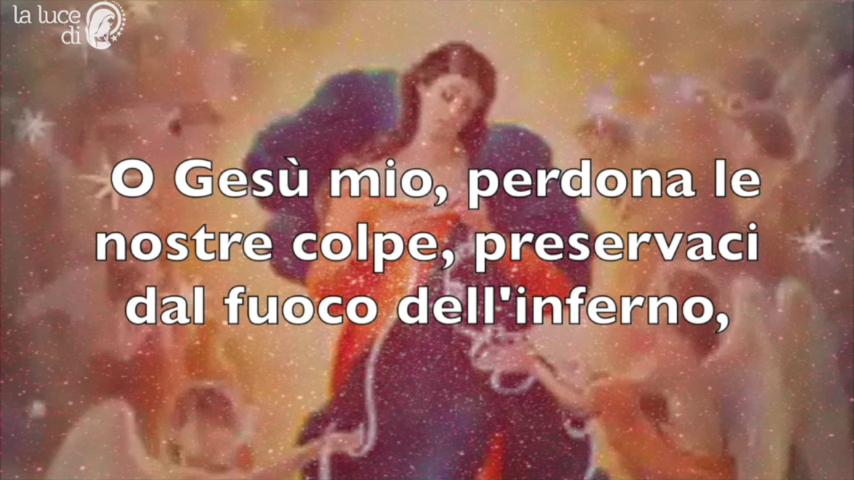 la luce
di
O Gesù mio, perdona le
nostre colpe, preservaci
dal fuoco dell'inferno,